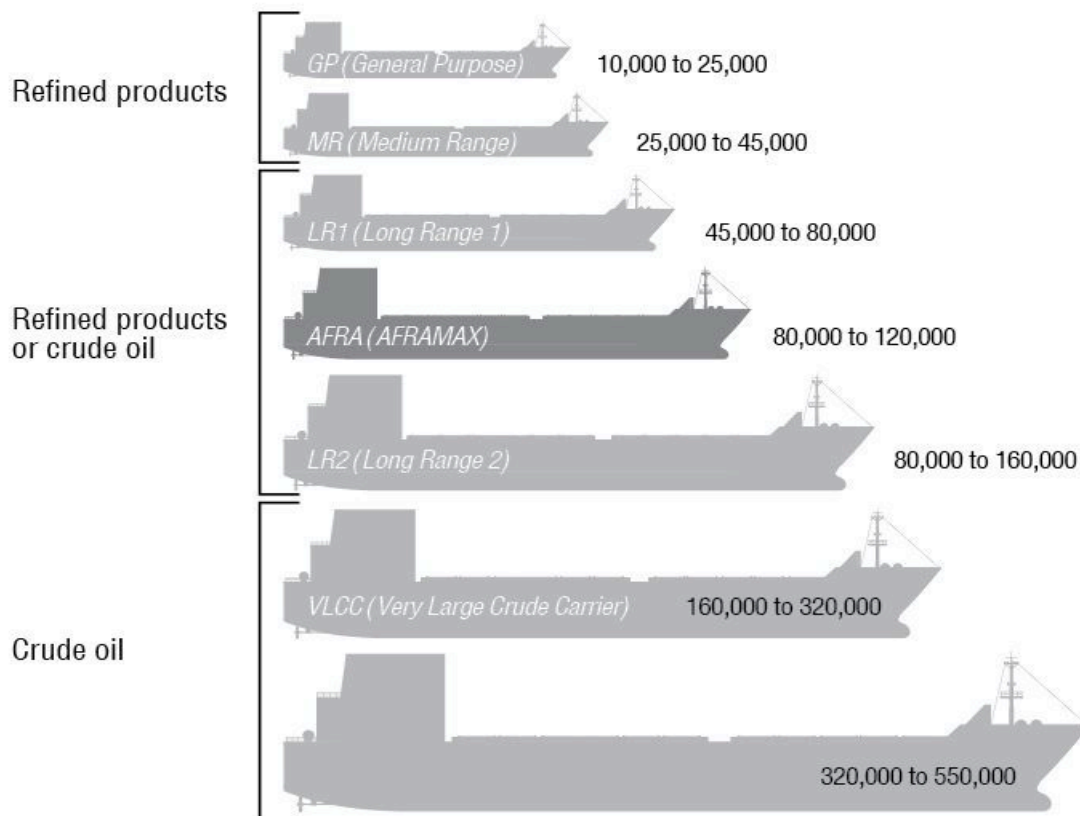 GP (General Purpose)
10,000 to 25,000
Refined products
MR (Medium Range)
25,000 to 45,000
LR1 (Long Range 1)
45,000 to 80,000
Refined products
or crude oil
AFRA (AFRAMAX)
80,000 to 120,000
LR2 (Long Range 2)
80,000 to 160,000
VLCC (Very Large Crude Carrier)
160,000 to 320,000
Crude oil
320,000 to 550,000